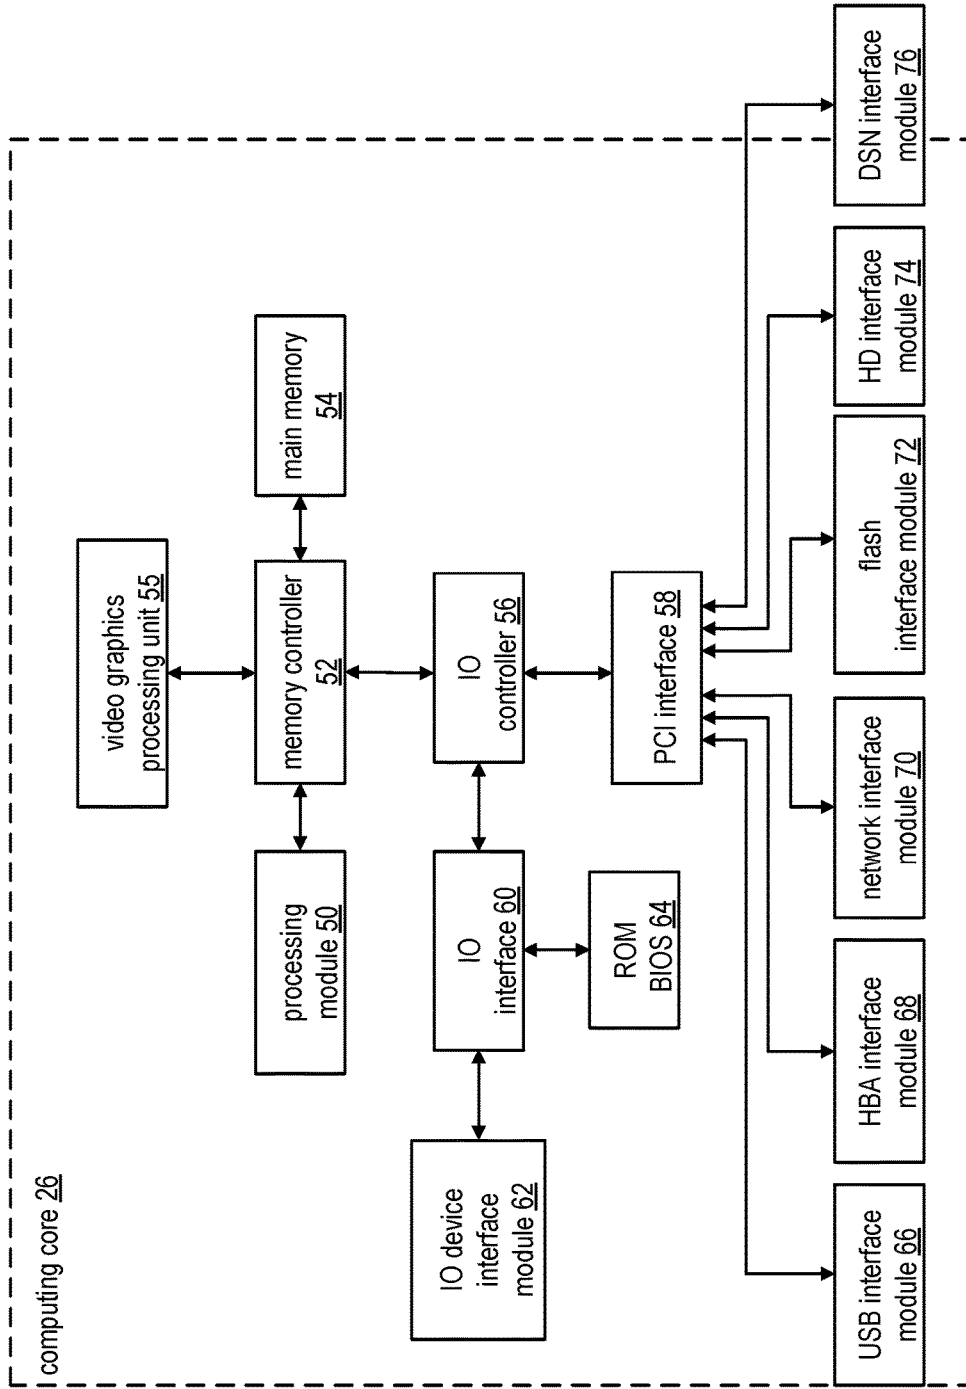 computing core 26
video graphics
processing unit 55
processing
module 50
memory controller
52
main memory
54
IO device
interface
module 62
IO
interface 60
IO
controller 56
ROM
BIOS 64
PCI interface 58
USB interface
module 66
HBA interface
module 68
network interface
module 70
flash
interface module 72
HD interface
module 74
DSN interface
module 76